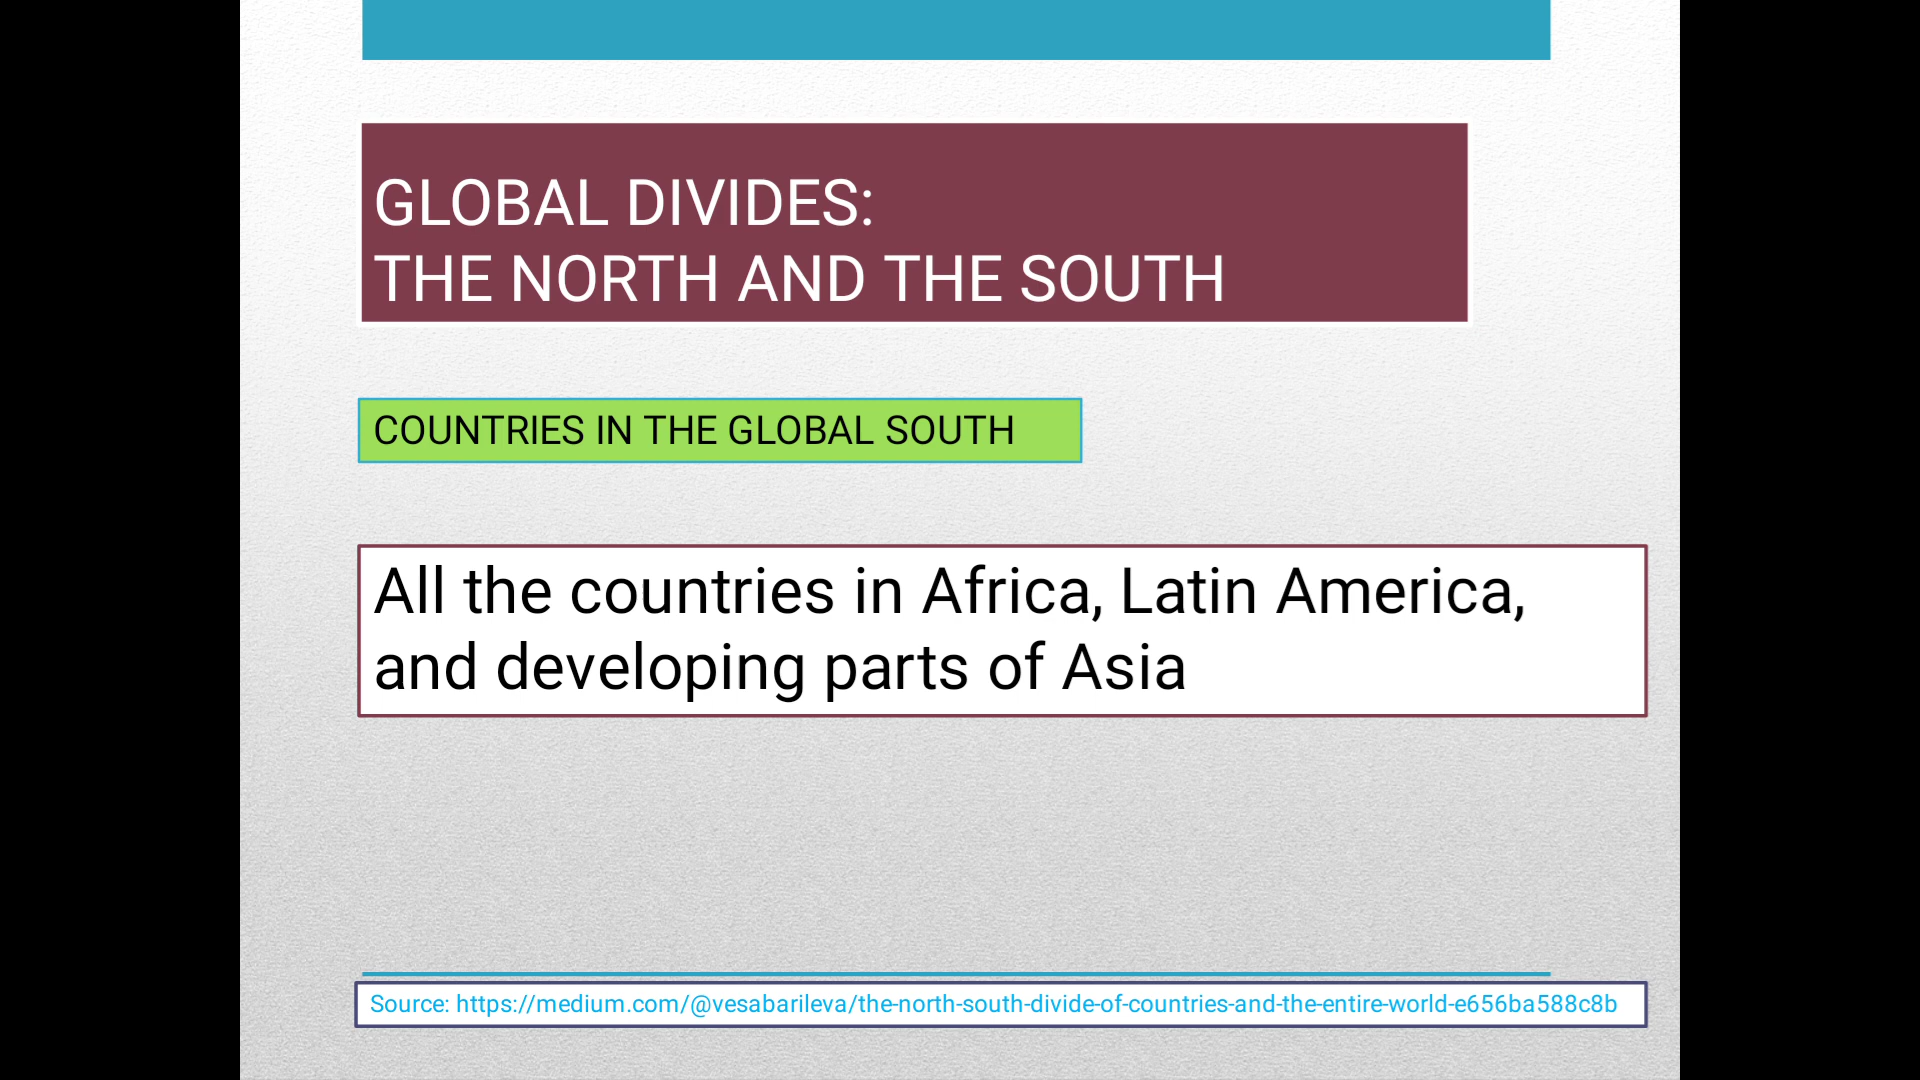 GLOBAL DIVIDES:
THE NORTH AND THE SOUTH
COUNTRIES IN THE GLOBAL SOUTH
All the countries in Africa, Latin America,
and developing parts of Asia
Source: https://medium.com/@vesabarileva/the-north-south-divide-of-countries-and-the-entire-world-e656ba588c8b